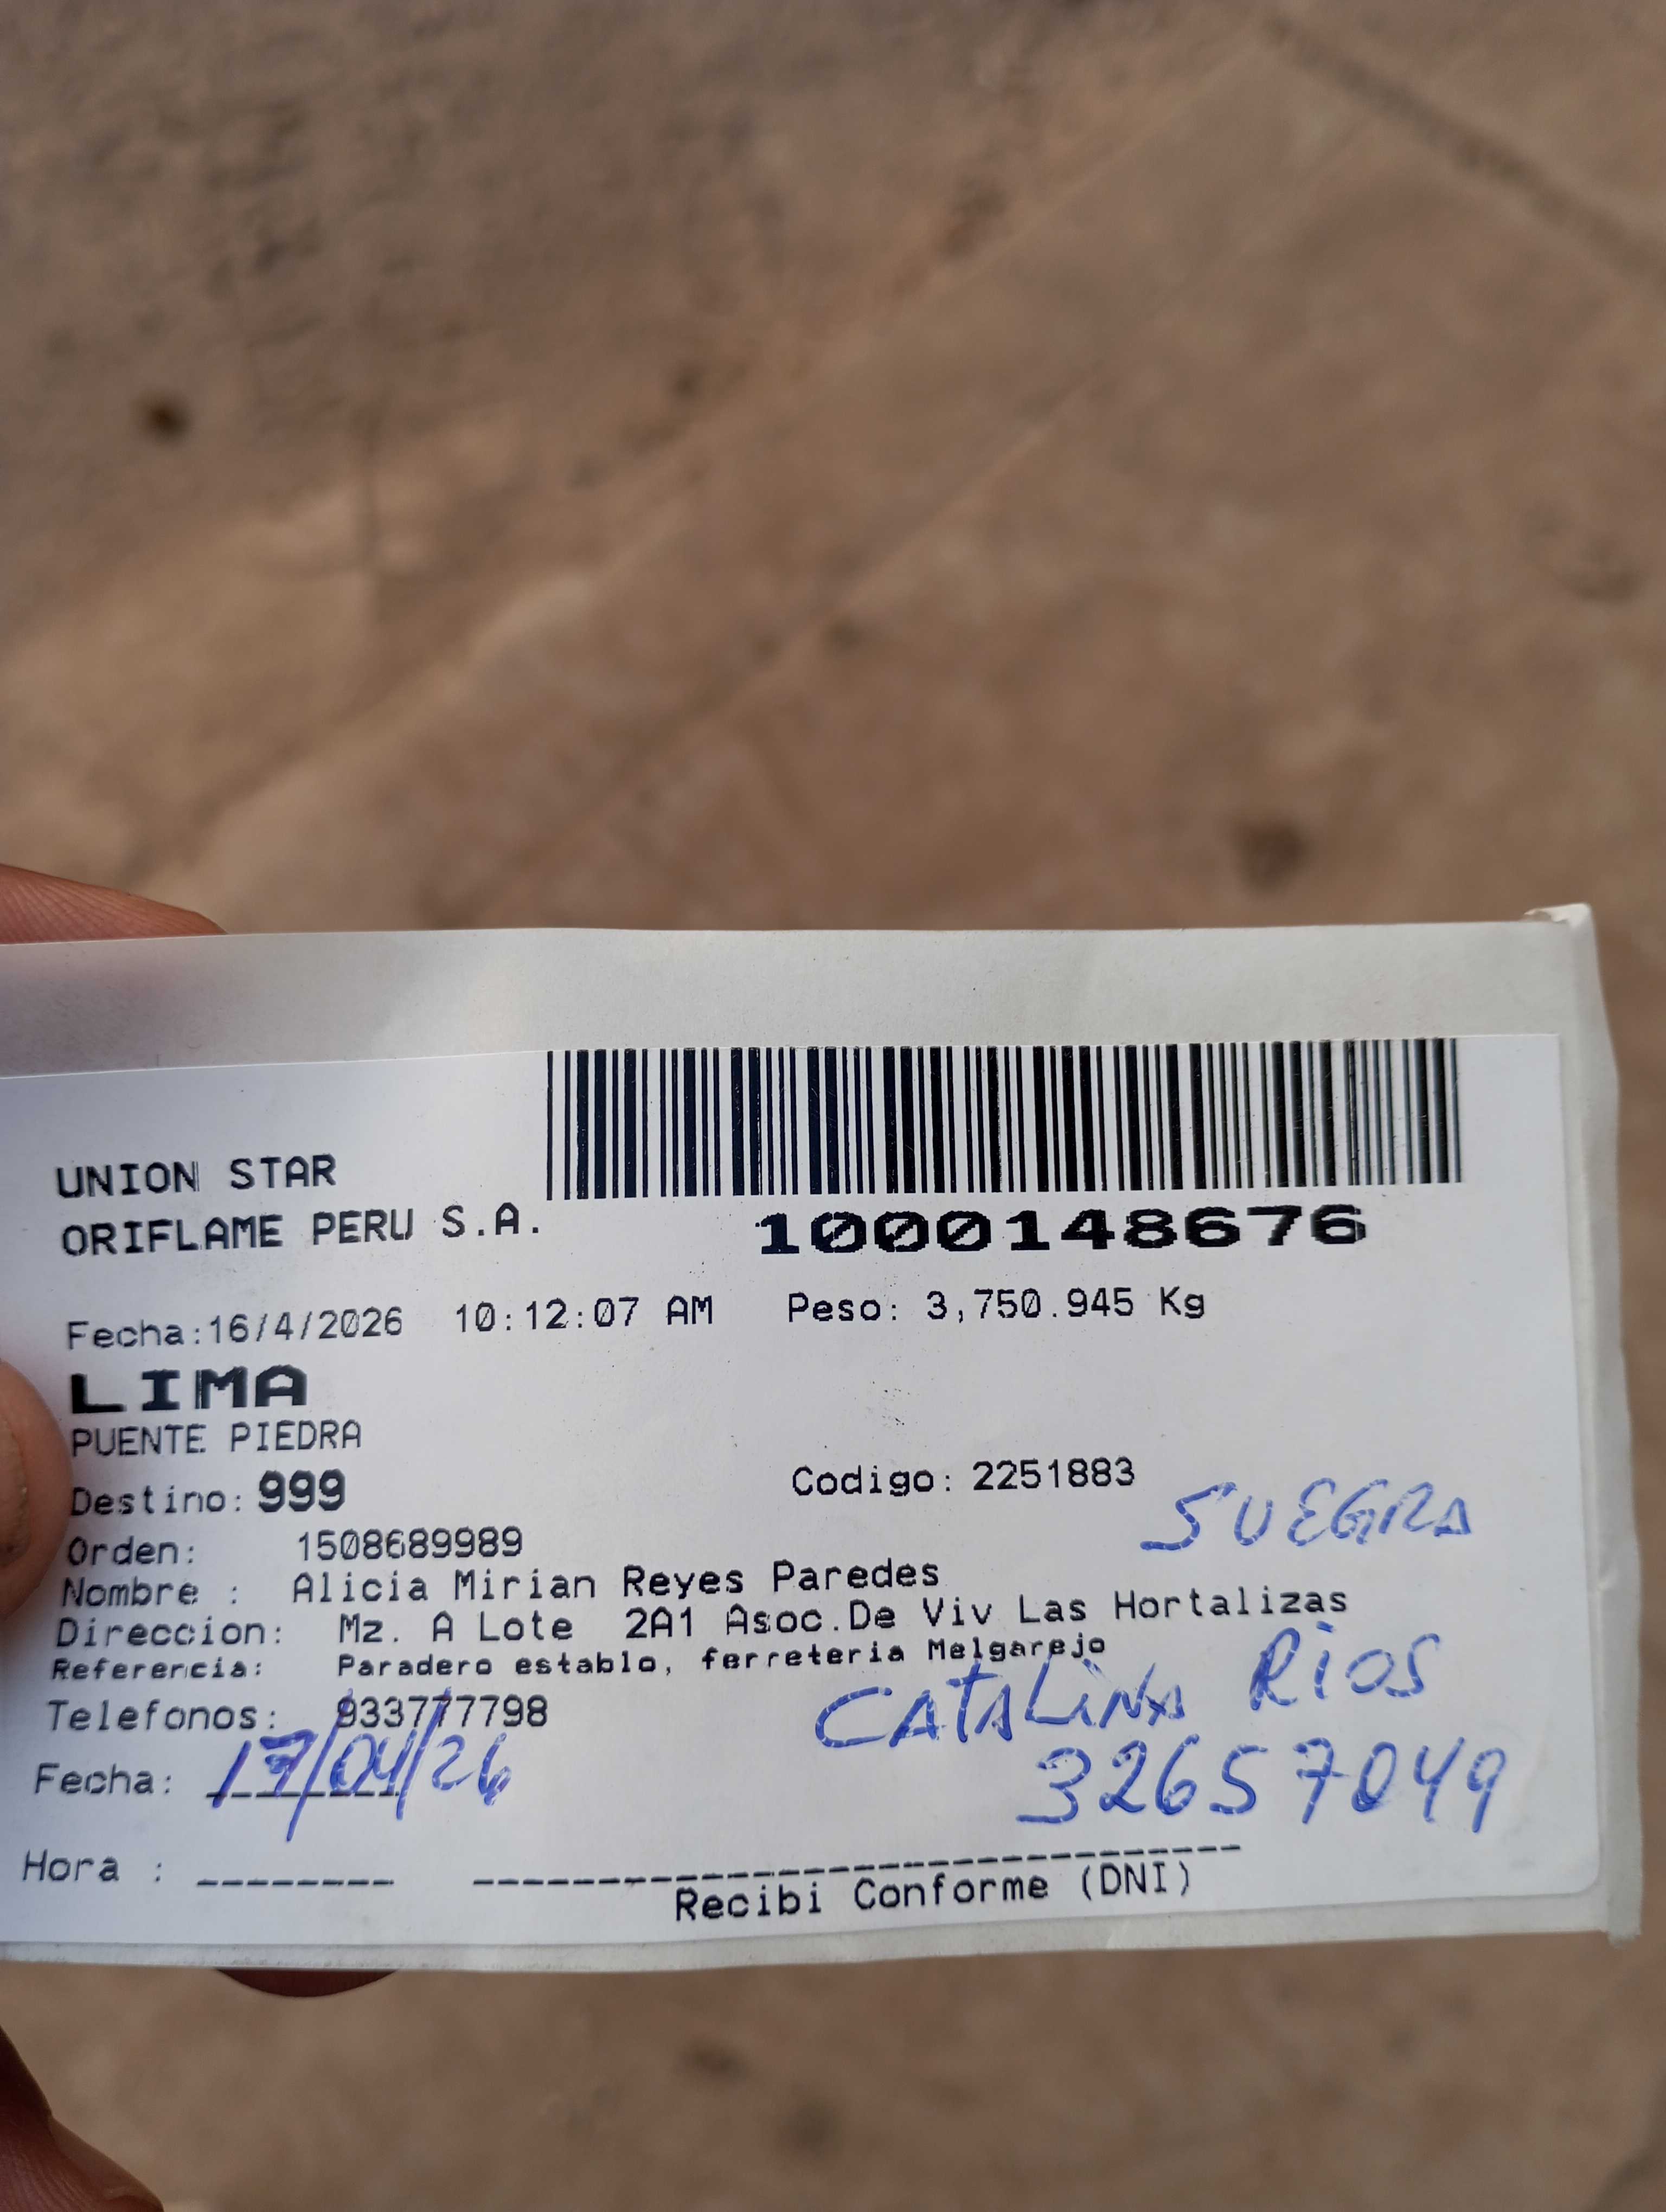 UNION STAR
ORIFLAME PERU S.A.
1000148676
Fecha:16/4/2026 10:12:07 AM Peso: 3,750.945 Kg
LIMA
PUENTE PIEDRA
Destino: 999 Codigo: 2251883
SUEGRA
Orden: 1508689989
Nombre : Alicia Mirian Reyes Paredes
Direccion: Mz. A Lote 2A1 Asoc.De Viv Las Hortalizas
Referencia: Paradero establo, ferreteria Melgarejo
Telefonos: 933777798
CATALINA RIOS
Fecha: 17/04/26
32657049
Hora :
Recibi Conforme (DNI)